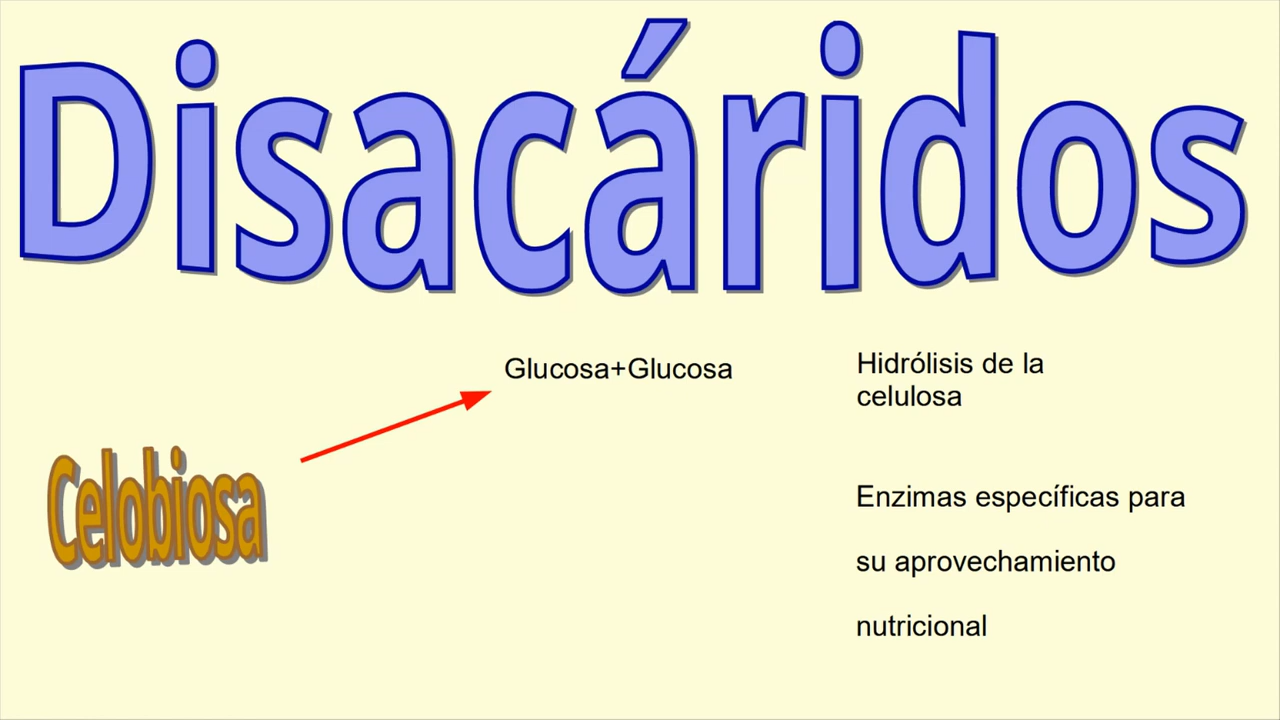 Disacáridos
Glucosa+Glucosa
Hidrólisis de la
celulosa
Celobiosa
Enzimas específicas para
su aprovechamiento
nutricional